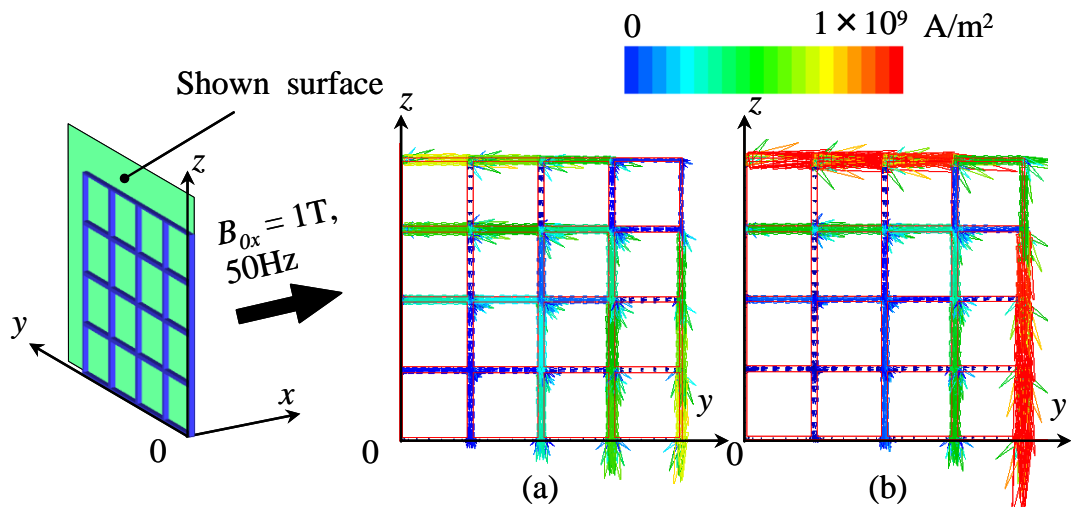 0 1×10⁹ A/m²
Shown surface
z
B₀ₓ = 1T,
50Hz
y
x
0
z
y
0
(a)
z
y
0
(b)